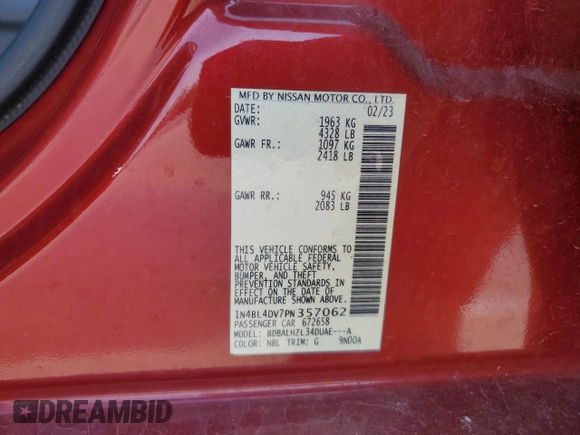 MFD BY NISSAN MOTOR CO., LTD.
DATE: 02/23
GVWR: 1963 KG
4328 LB
GAWR FR.: 1097 KG
2418 LB
GAWR RR.: 945 KG
2083 LB
THIS VEHICLE CONFORMS TO
ALL APPLICABLE FEDERAL
MOTOR VEHICLE SAFETY,
BUMPER, AND THEFT
PREVENTION STANDARDS IN
EFFECT ON THE DATE OF
MANUFACTURE SHOWN ABOVE.
1N4BL4DV7PN357062
PASSENGER CAR 672658
MODEL: BDBALHZL34DUAE---A
COLOR: NBL TRIM: G 9N00A
DREAMBID